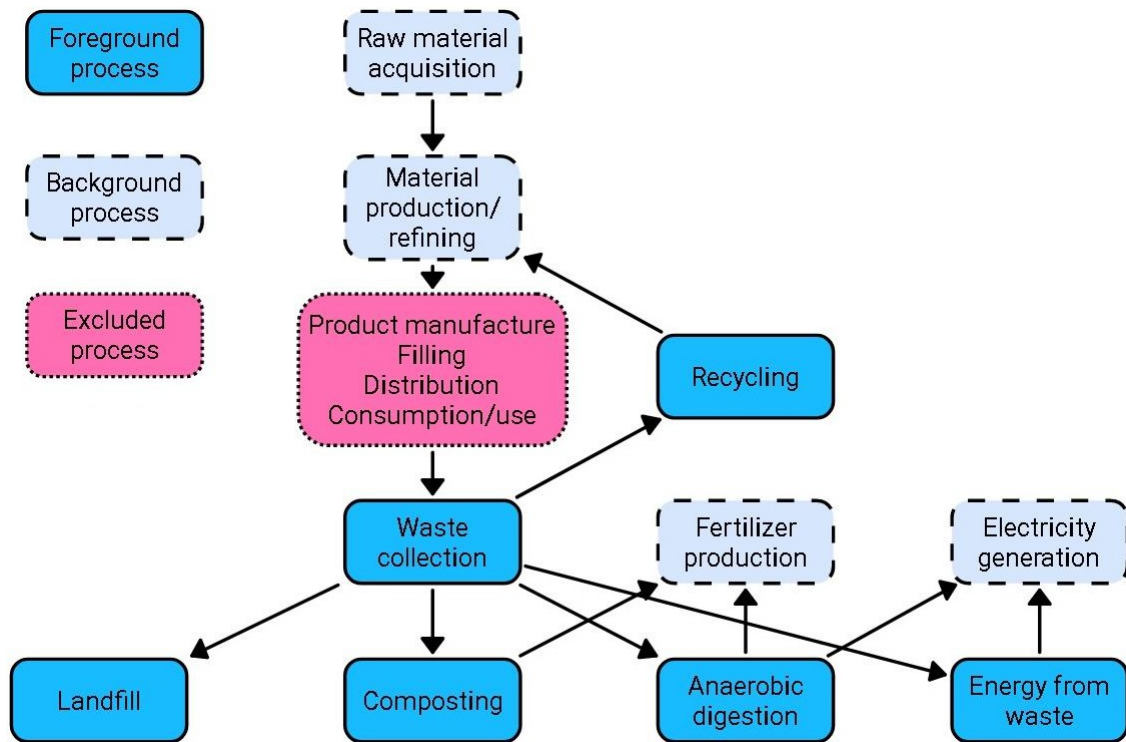 Foreground
process
Raw material
acquisition
Background
process
Material
production/
refining
Excluded
process
Product manufacture
Filling
Distribution
Consumption/use
Recycling
Waste
collection
Fertilizer
production
Electricity
generation
Landfill
Composting
Anaerobic
digestion
Energy from
waste